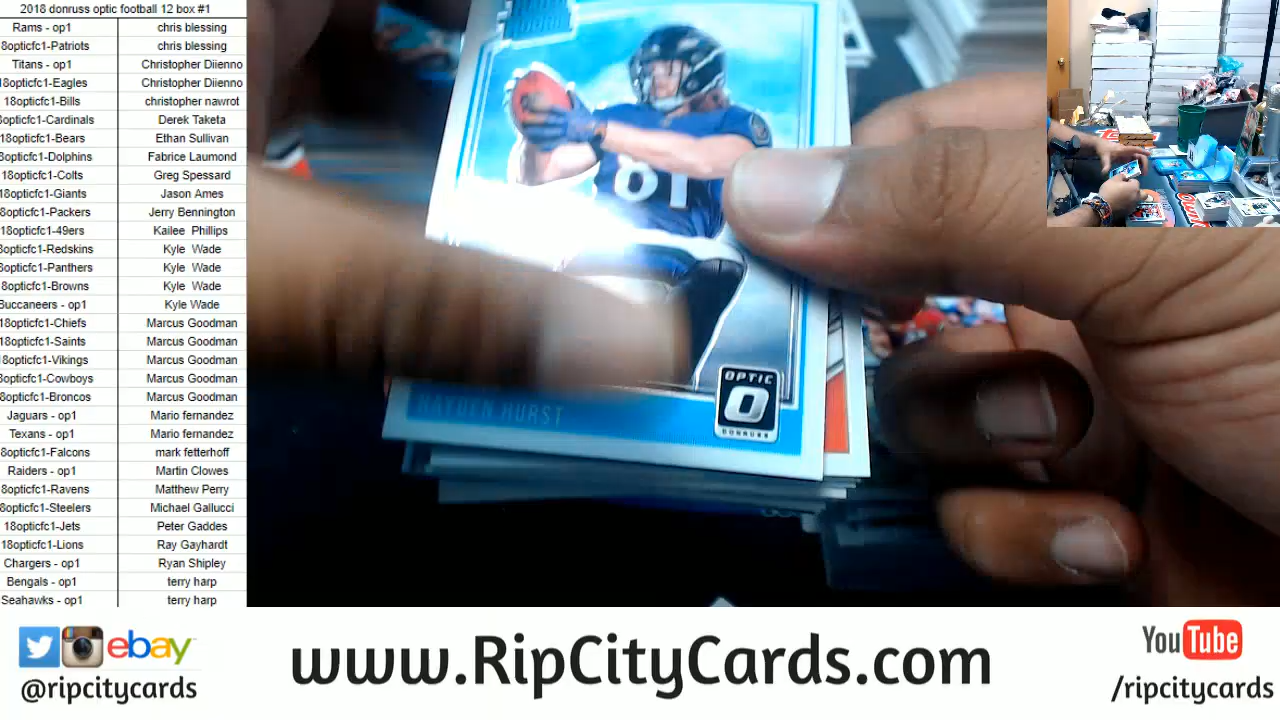 2018 donruss optic football 12 box #1
Rams - op1 chris blessing
8opticfc1-Patriots chris blessing
Titans - op1 Christopher Diienno
18opticfc1-Eagles Christopher Diienno
18opticfc1-Bills christopher nawrot
8opticfc1-Cardinals Derek Taketa
18opticfc1-Bears Ethan Sullivan
8opticfc1-Dolphins Fabrice Laumond
18opticfc1-Colts Greg Spessard
18opticfc1-Giants Jason Ames
18opticfc1-Packers Jerry Bennington
18opticfc1-49ers Kailee Phillips
8opticfc1-Redskins Kyle Wade
8opticfc1-Panthers Kyle Wade
8opticfc1-Browns Kyle Wade
Buccaneers - op1 Kyle Wade
18opticfc1-Chiefs Marcus Goodman
18opticfc1-Saints Marcus Goodman
18opticfc1-Vikings Marcus Goodman
8opticfc1-Cowboys Marcus Goodman
8opticfc1-Broncos Marcus Goodman
Jaguars - op1 Mario fernandez
Texans - op1 Mario fernandez
8opticfc1-Falcons mark fetterhoff
Raiders - op1 Martin Clowes
8opticfc1-Ravens Matthew Perry
8opticfc1-Steelers Michael Gallucci
18opticfc1-Jets Peter Gaddes
18opticfc1-Lions Ray Gayhardt
Chargers - op1 Ryan Shipley
Bengals - op1 terry harp
Seahawks - op1 terry harp
81
HAYDEN HURST
OPTIC
O
DONRUSS
ebay
@ripcitycards
www.RipCityCards.com
YouTube
/ripcitycards